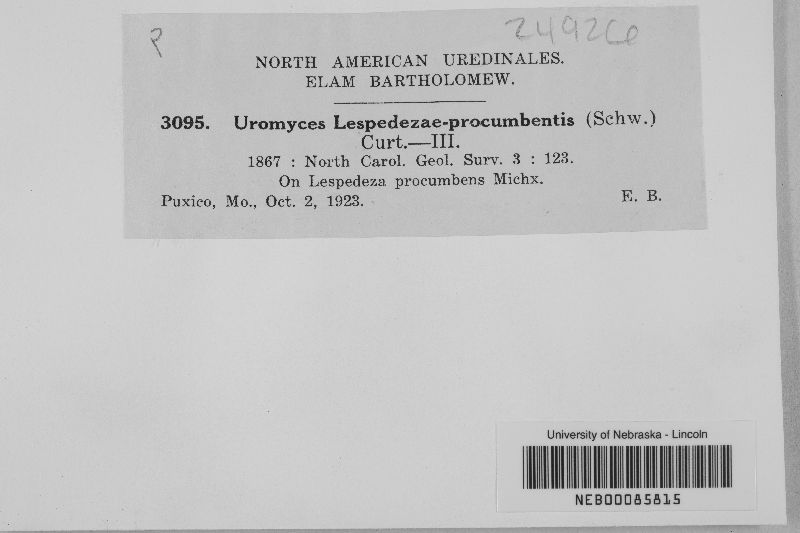 P
249260
NORTH AMERICAN UREDINALES.
ELAM BARTHOLOMEW.
3095. Uromyces Lespedezae-procumbentis (Schw.)
Curt.—III.
1867 : North Carol. Geol. Surv. 3 : 123.
On Lespedeza procumbens Michx.
Puxico, Mo., Oct. 2, 1923. E. B.
University of Nebraska - Lincoln
NEB00085815